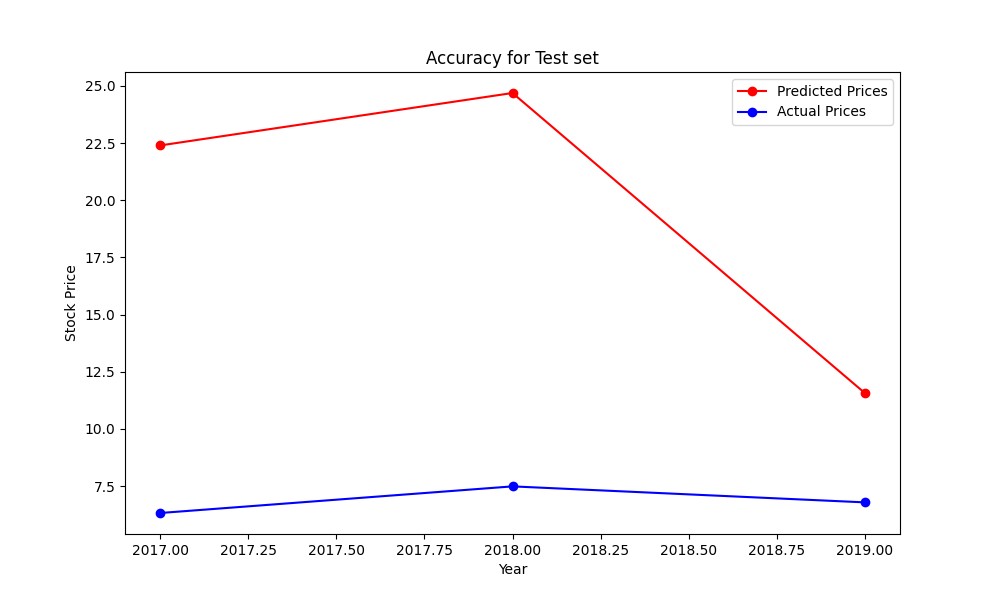 Accuracy for Test set
Predicted Prices
Actual Prices
25.0
22.5
20.0
17.5
15.0
12.5
10.0
7.5
Stock Price
2017.00 2017.25 2017.50 2017.75 2018.00 2018.25 2018.50 2018.75 2019.00
Year